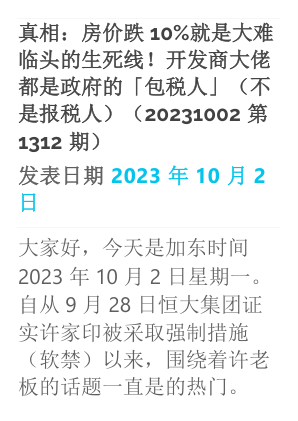 真相：房价跌 10%就是大难
临头的生死线！开发商大佬
都是政府的「包税人」（不
是报税人）（20231002 第
1312 期）
发表日期 2023 年 10 月 2
日
大家好，今天是加东时间
2023 年 10 月 2 日星期一。
自从 9 月 28 日恒大集团证
实许家印被采取强制措施
（软禁）以来，围绕着许老
板的话题一直是的热门。